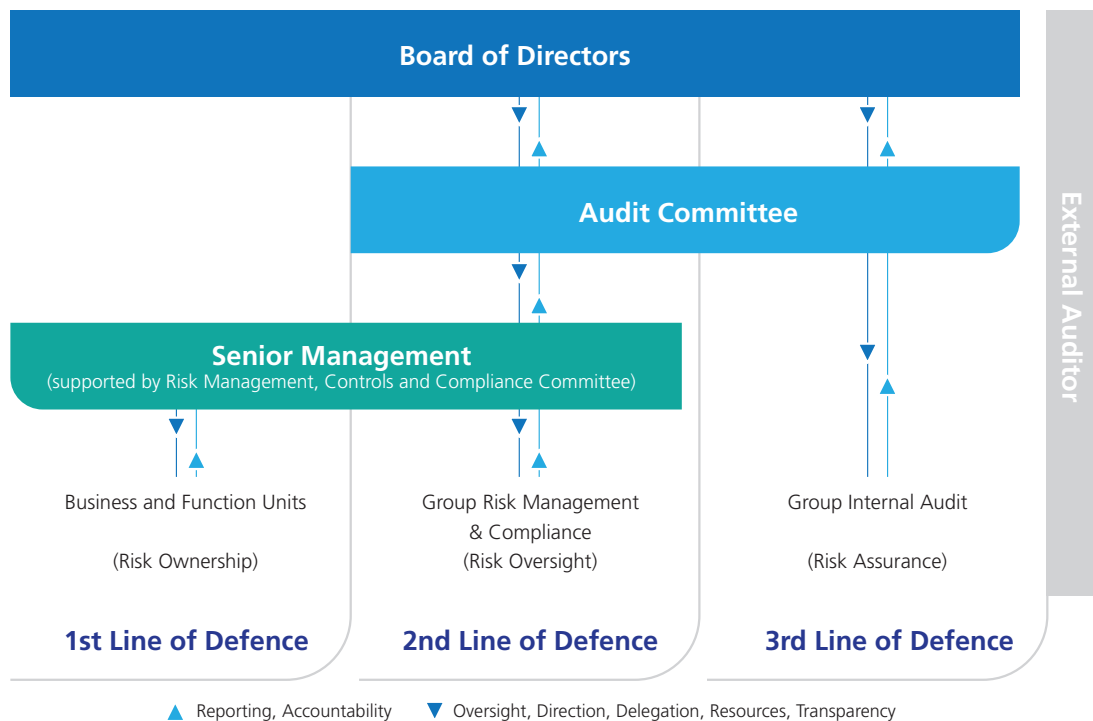 Board of Directors
Audit Committee
External Auditor
Senior Management
(supported by Risk Management, Controls and Compliance Committee)
Business and Function Units
(Risk Ownership)
1st Line of Defence
Group Risk Management
& Compliance
(Risk Oversight)
2nd Line of Defence
Group Internal Audit
(Risk Assurance)
3rd Line of Defence
Reporting, Accountability
Oversight, Direction, Delegation, Resources, Transparency